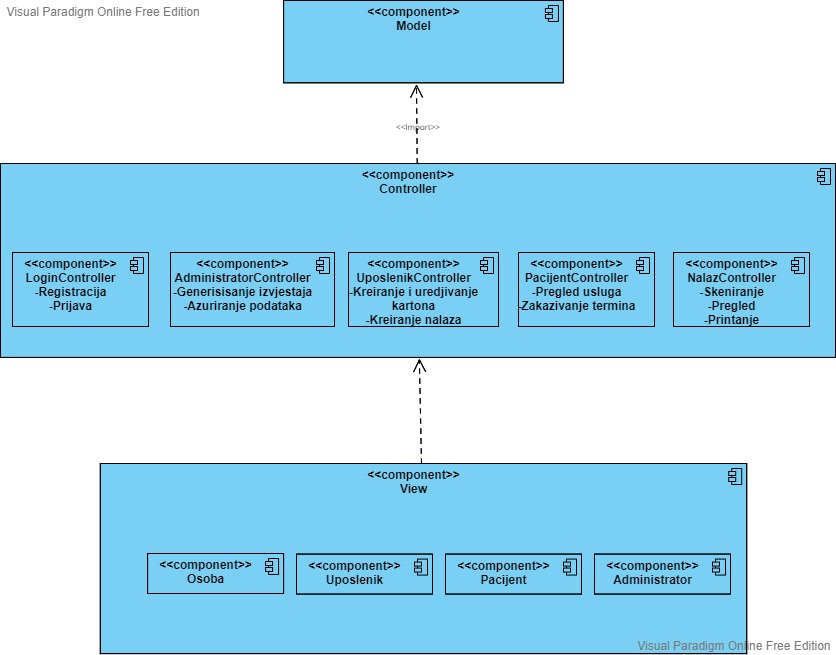 Visual Paradigm Online Free Edition
<<component>>
Model
<<Import>>
<<component>>
Controller
<<component>>
LoginController
-Registracija
-Prijava
<<component>>
AdministratorController
-Generisisanje izvjestaja
-Azuriranje podataka
<<component>>
UposlenikController
-Kreiranje i uredjivanje
kartona
-Kreiranje nalaza
<<component>>
PacijentController
-Pregled usluga
-Zakazivanje termina
<<component>>
NalazController
-Skeniranje
-Pregled
-Printanje
<<component>>
View
<<component>>
Osoba
<<component>>
Uposlenik
<<component>>
Pacijent
<<component>>
Administrator
Visual Paradigm Online Free Edition